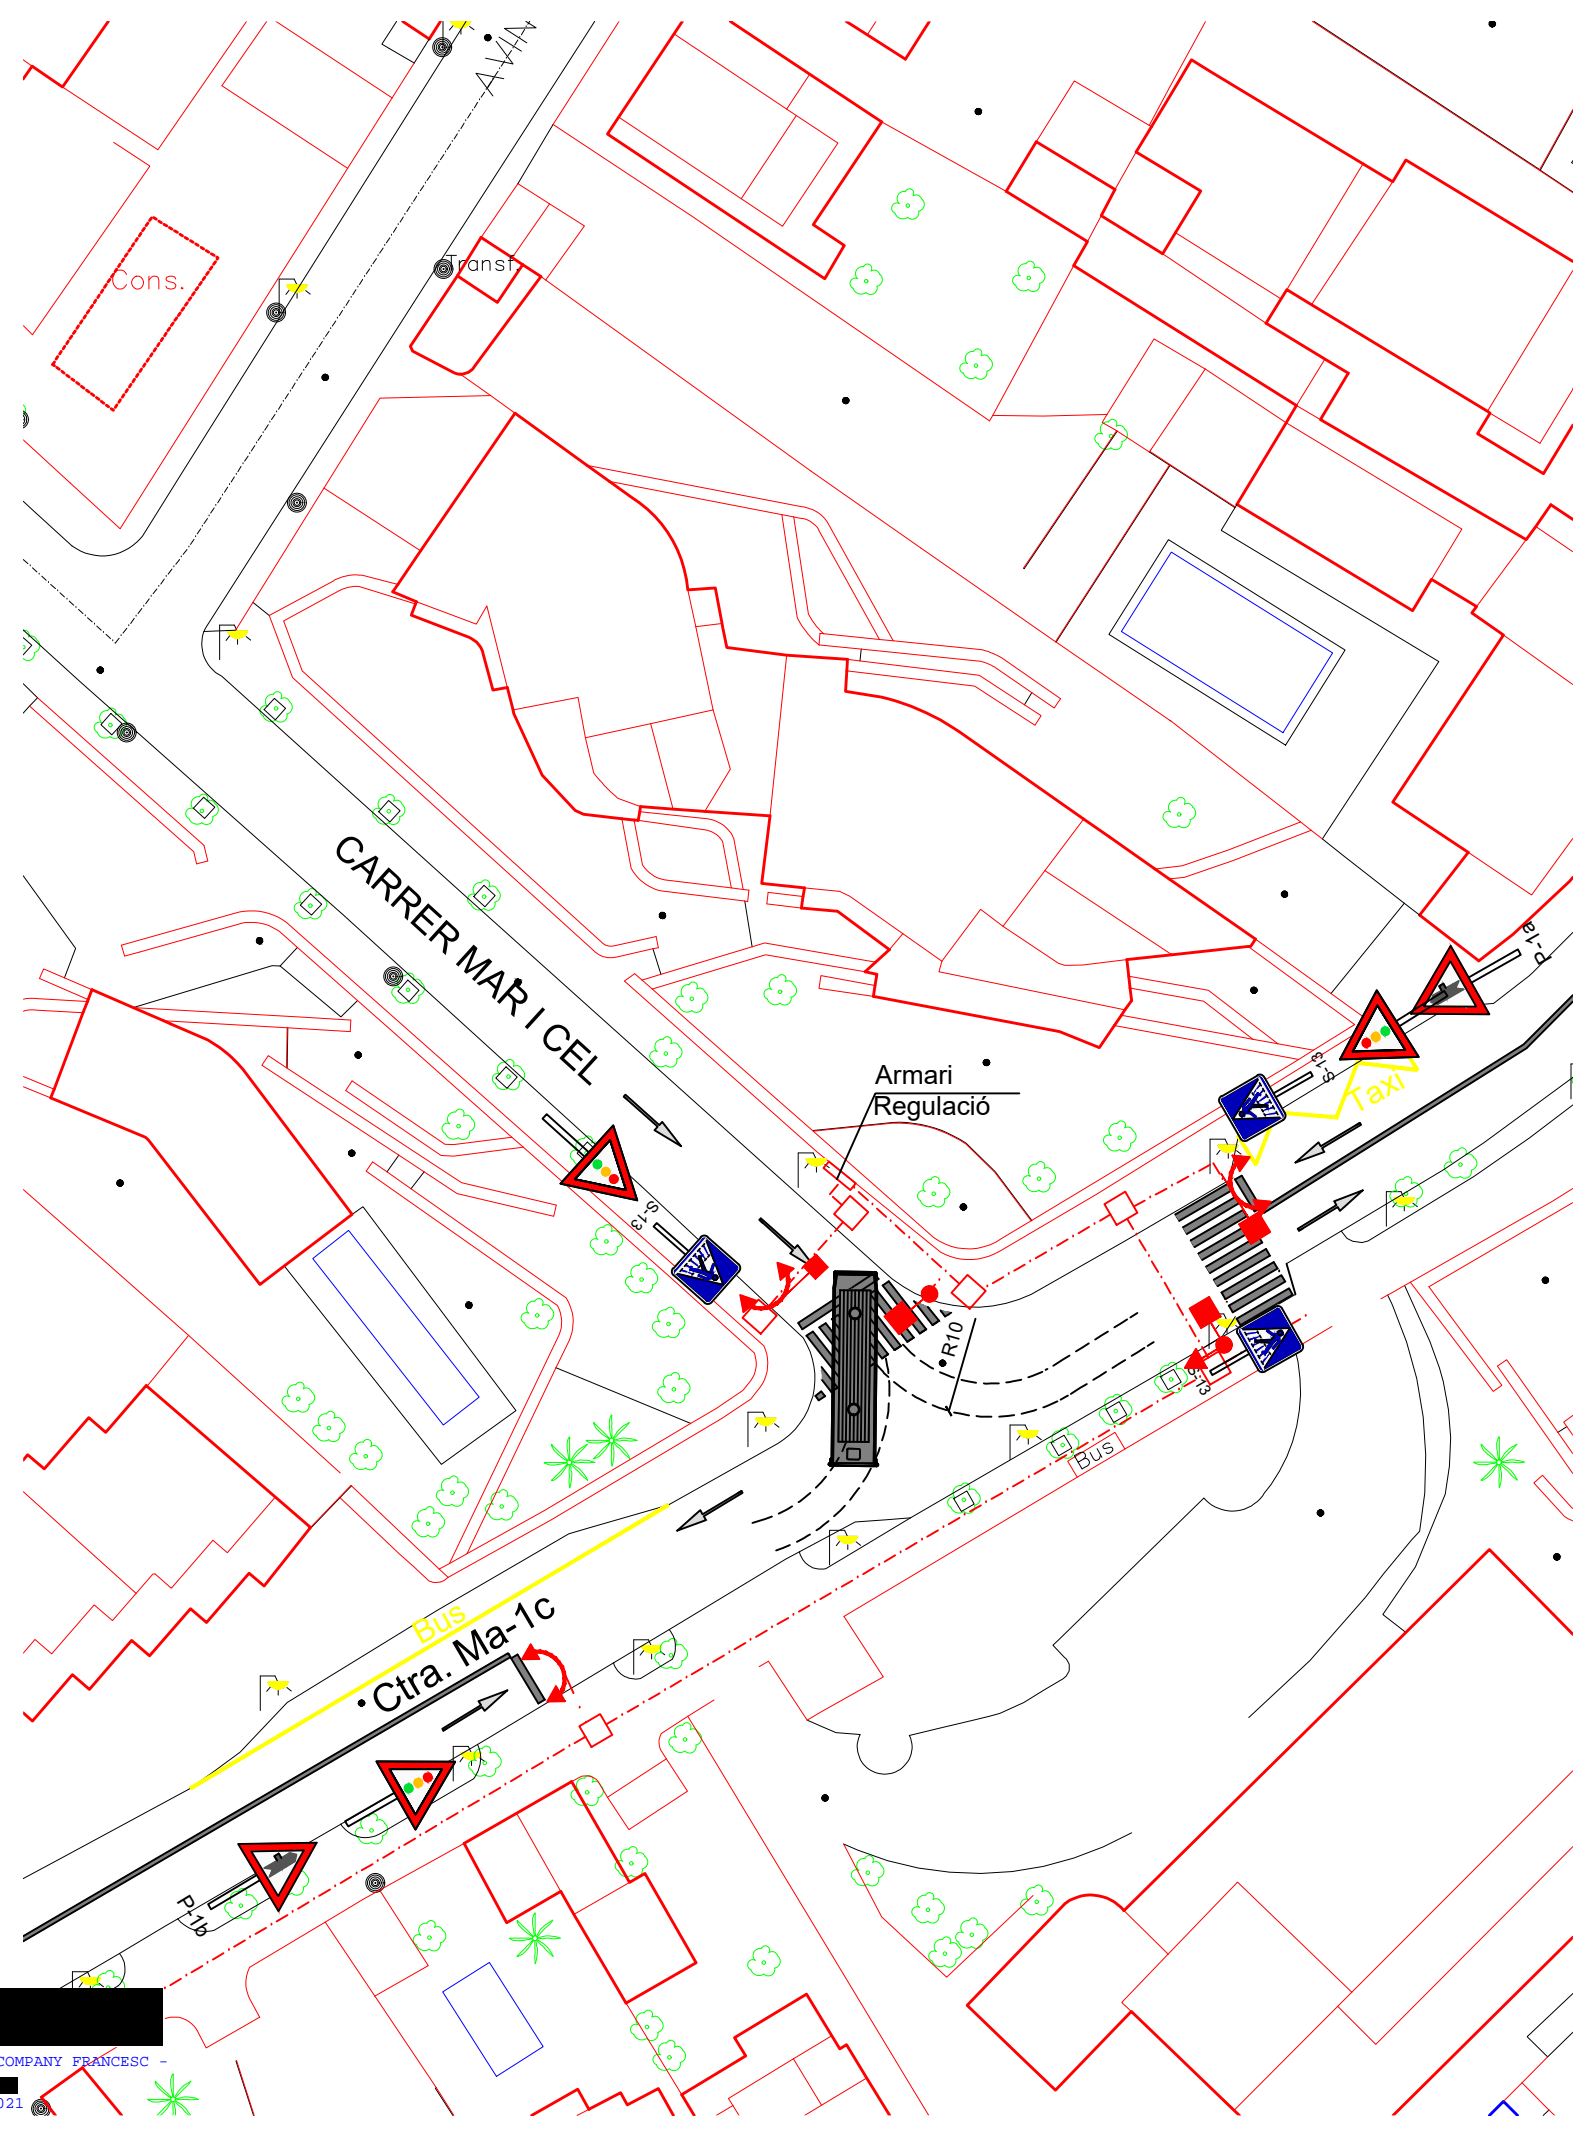 AVIN
Transf.
Cons.
CARRER MAR I CEL
P-1a
Armari
Regulació
S-13
Taxi
S-13
R10
S-13
Bus
Bus
Ctra. Ma-1c
P-1b
COMPANY FRANCESC -
021